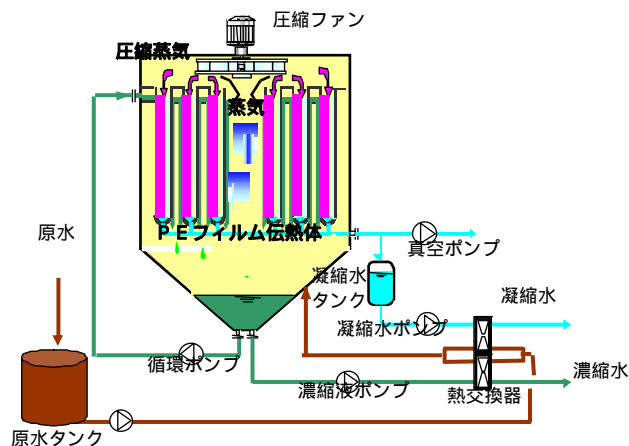 圧縮ファン
圧縮蒸気
蒸気
ＰＥフィルム伝熱体
原水
真空ポンプ
凝縮水
タンク
凝縮水
凝縮水ポンプ
循環ポンプ
濃縮水
濃縮液ポンプ
熱交換器
原水タンク